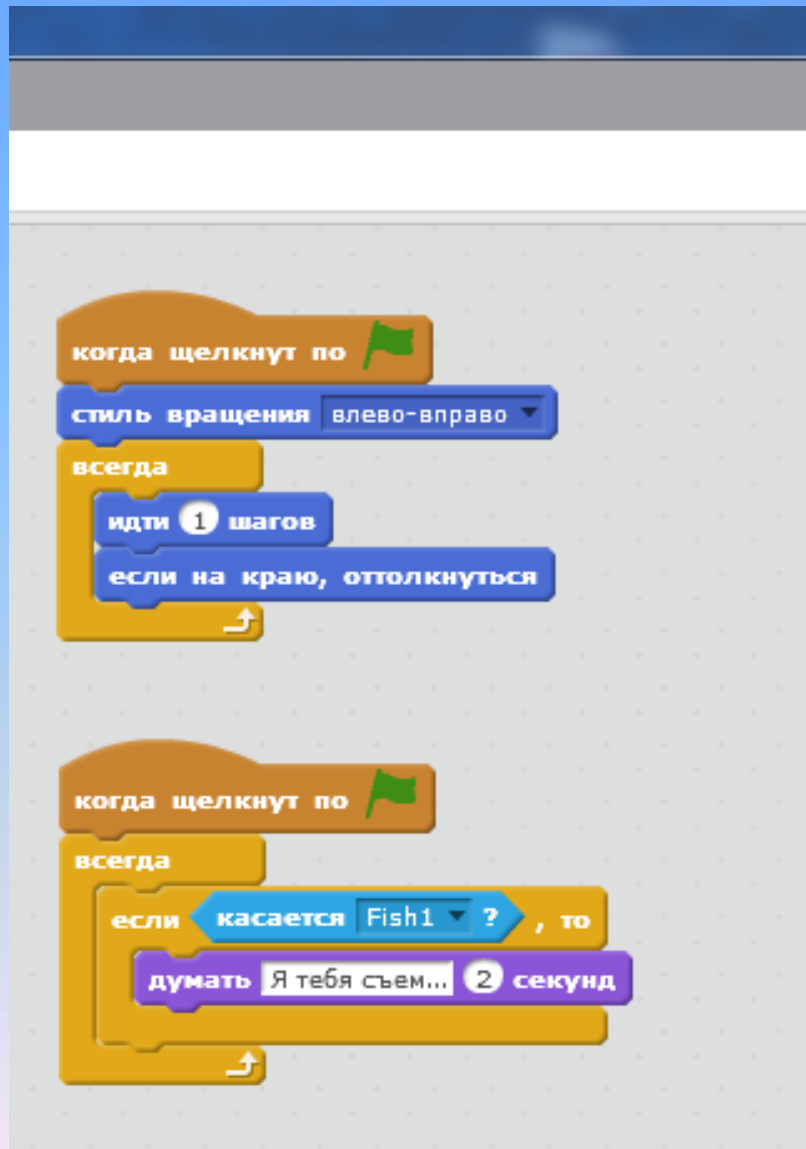 когда щелкнут по
стиль вращения влево-вправо
всегда
идти 1 шагов
если на краю, оттолкнуться
когда щелкнут по
всегда
если касается Fish1 ? , то
думать Я тебя съем... 2 секунд